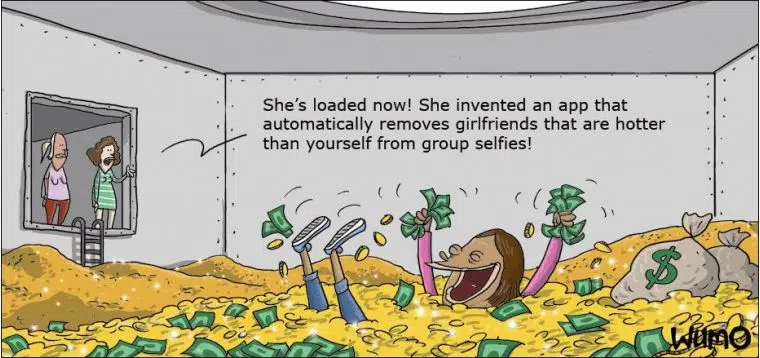 She's loaded now! She invented an app that
automatically removes girlfriends that are hotter
than yourself from group selfies!
$
WUMO